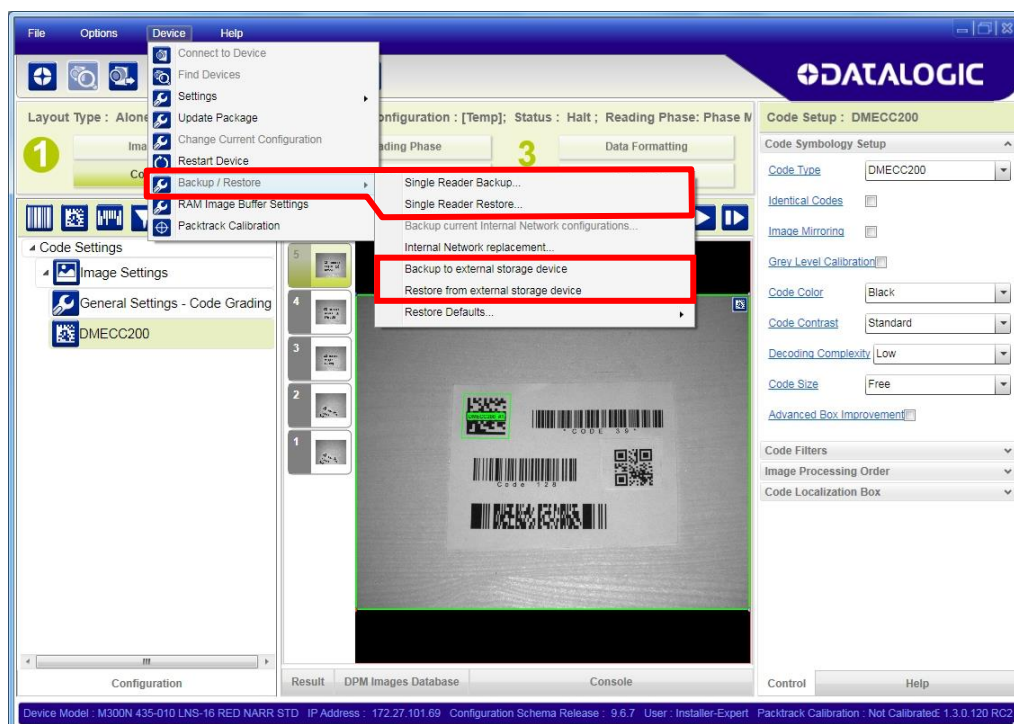 File Options Device Help
DATALOGIC
Connect to Device
Find Devices
Settings
Update Package
Change Current Configuration
Restart Device
Backup / Restore
RAM Image Buffer Settings
Packtrack Calibration
Single Reader Backup...
Single Reader Restore...
Backup current Internal Network configurations...
Internal Network replacement...
Backup to external storage device
Restore from external storage device
Restore Defaults...
Layout Type : Alone
onfiguration : [Temp]; Status : Halt ; Reading Phase: Phase M
1 Ima
ading Phase
3 Data Formatting
Co
Code Settings
Image Settings
General Settings - Code Grading
DMECC200
5
4
3
2
1
*CODE 39*
Code 128
Code Setup : DMECC200
Code Symbology Setup
Code Type DMECC200
Identical Codes
Image Mirroring
Grey Level Calibration
Code Color Black
Code Contrast Standard
Decoding Complexity Low
Code Size Free
Advanced Box Improvement
Code Filters
Image Processing Order
Code Localization Box
Configuration
Result DPM Images Database Console
Control Help
Device Model : M300N 435-010 LNS-16 RED NARR STD IP Address : 172.27.101.69 Configuration Schema Release : 9.6.7 User : Installer-Expert Packtrack Calibration : Not Calibrated 1.3.0.120 RC2